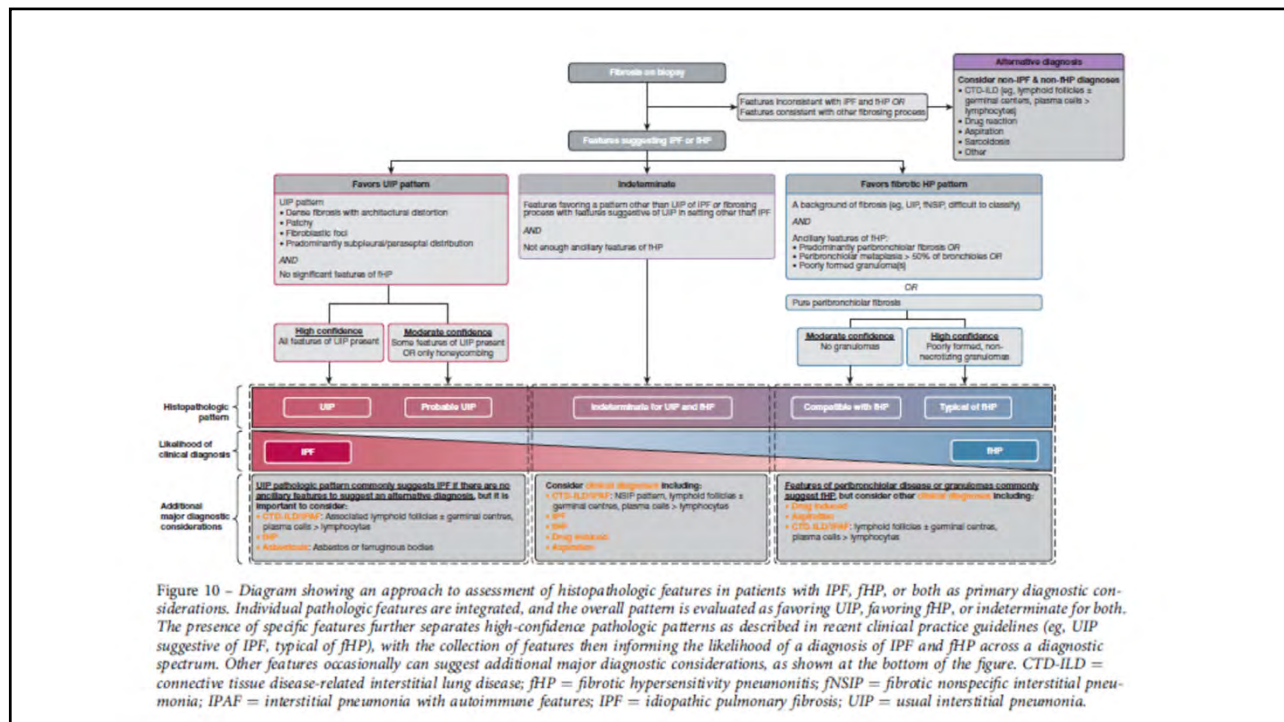 Fibrosis on biopsy
Features inconsistent with IPF and fHP OR
Features consistent with other fibrosing process
Alternative diagnosis
Consider non-IPF & non-fHP diagnoses
• CTD-ILD (eg, lymphoid follicles ±
germinal centers, plasma cells >
lymphocytes)
• Drug reaction
• Aspiration
• Sarcoidosis
• Other
Features suggesting IPF or fHP
Favors UIP pattern
UIP pattern
• Dense fibrosis with architectural distortion
• Patchy
• Fibroblastic foci
• Predominantly subpleural/paraseptal distribution
AND
No significant features of fHP
Indeterminate
Features favoring a pattern other than UIP of IPF or fibrosing
process with features suggestive of UIP in setting other than IPF
AND
Not enough ancillary features of fHP
Favors fibrotic HP pattern
A background of fibrosis (eg, UIP, fNSIP, difficult to classify)
AND
Ancillary features of fHP:
• Predominantly peribronchiolar fibrosis OR
• Peribronchiolar metaplasia > 50% of bronchioles OR
• Poorly formed granuloma(s)
OR
Pure peribronchiolar fibrosis
High confidence
All features of UIP present
Moderate confidence
Some features of UIP present
OR only honeycombing
Moderate confidence
No granulomas
High confidence
Poorly formed, non-
necrotizing granulomas
Histopathologic
pattern
UIP
Probable UIP
Indeterminate for UIP and fHP
Compatible with fHP
Typical of fHP
Likelihood of
clinical diagnosis
IPF
fHP
Additional
major diagnostic
considerations
UIP pathologic pattern commonly suggests IPF if there are no
ancillary features to suggest an alternative diagnosis, but it is
important to consider:
• CTD-ILD/IPAF: Associated lymphoid follicles ± germinal centres,
plasma cells > lymphocytes
• fHP
• Asbestosis: Asbestos or ferruginous bodies
Consider clinical diagnoses including:
• CTD-ILD/IPAF: NSIP pattern, lymphoid follicles ±
germinal centres, plasma cells > lymphocytes
• IPF
• fHP
• Drug induced
• Aspiration
Features of peribronchiolar disease or granulomas commonly
suggest fHP, but consider other clinical diagnoses including:
• Drug induced
• Aspiration
• CTD-ILD/IPAF: lymphoid follicles ± germinal centres,
plasma cells > lymphocytes
Figure 10 – Diagram showing an approach to assessment of histopathologic features in patients with IPF, fHP, or both as primary diagnostic con-
siderations. Individual pathologic features are integrated, and the overall pattern is evaluated as favoring UIP, favoring fHP, or indeterminate for both.
The presence of specific features further separates high-confidence pathologic patterns as described in recent clinical practice guidelines (eg, UIP
suggestive of IPF, typical of fHP), with the collection of features then informing the likelihood of a diagnosis of IPF and fHP across a diagnostic
spectrum. Other features occasionally can suggest additional major diagnostic considerations, as shown at the bottom of the figure. CTD-ILD =
connective tissue disease-related interstitial lung disease; fHP = fibrotic hypersensitivity pneumonitis; fNSIP = fibrotic nonspecific interstitial pneu-
monia; IPAF = interstitial pneumonia with autoimmune features; IPF = idiopathic pulmonary fibrosis; UIP = usual interstitial pneumonia.